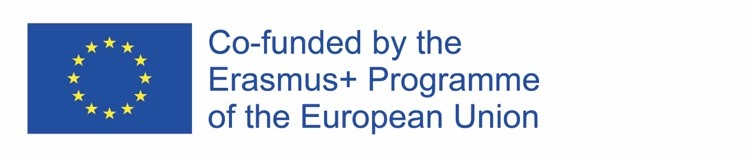 Co-funded by the
Erasmus+ Programme
of the European Union